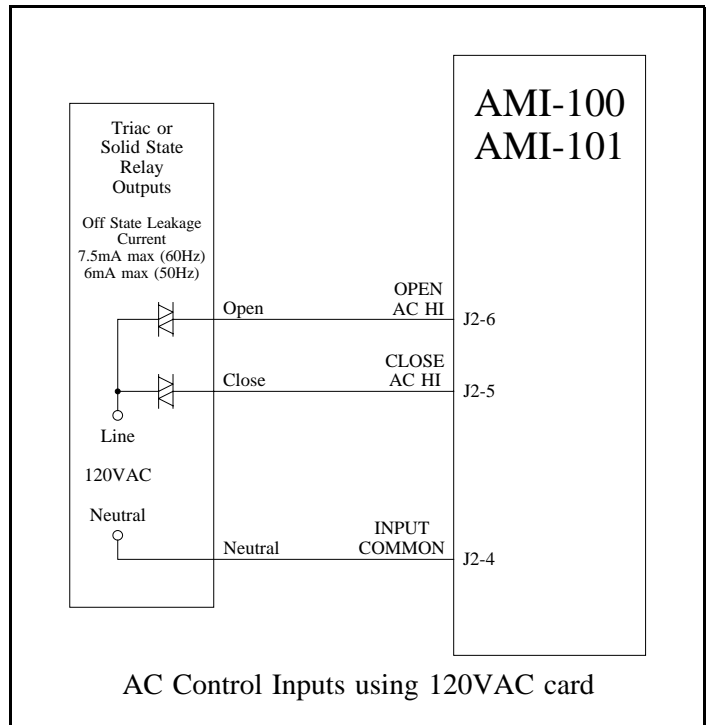 AMI-100
AMI-101
Triac or
Solid State
Relay
Outputs
Off State Leakage
Current
7.5mA max (60Hz)
6mA max (50Hz)
Open
OPEN
AC HI
J2-6
Close
CLOSE
AC HI
J2-5
Line
120VAC
Neutral
Neutral
INPUT
COMMON
J2-4
AC Control Inputs using 120VAC card